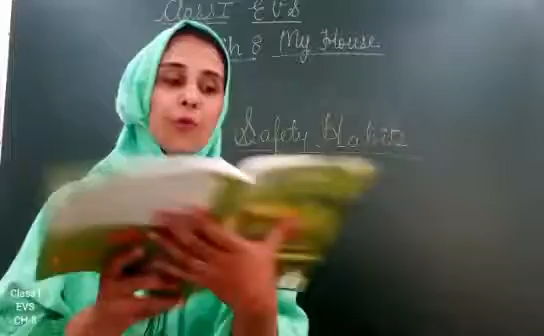 Class I EVS
Ch 8 My House
Safety Habits
Class I
EVS
CH-8